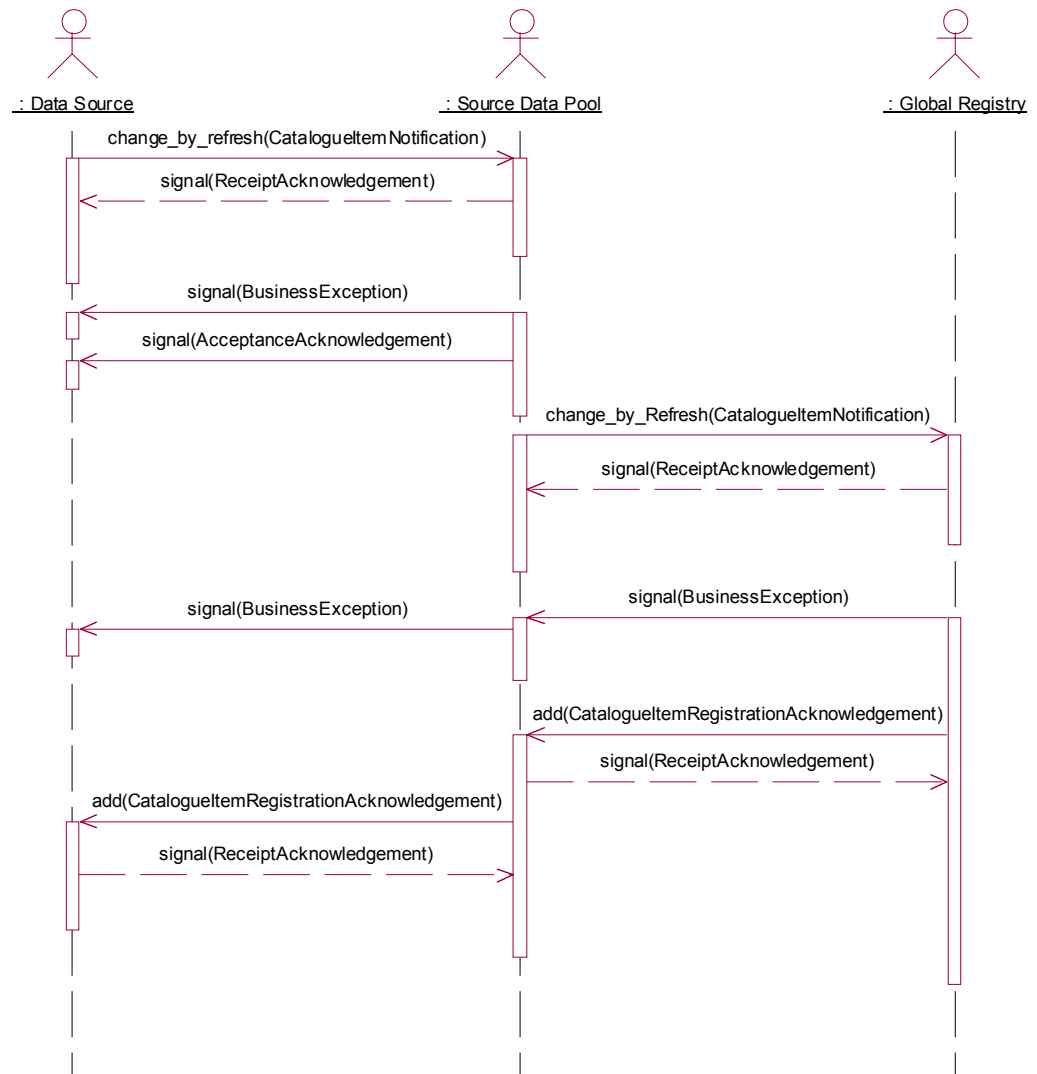 : Data Source
: Source Data Pool
: Global Registry
change_by_refresh(CatalogueItemNotification)
signal(ReceiptAcknowledgement)
signal(BusinessException)
signal(AcceptanceAcknowledgement)
change_by_Refresh(CatalogueItemNotification)
signal(ReceiptAcknowledgement)
signal(BusinessException)
signal(BusinessException)
add(CatalogueItemRegistrationAcknowledgement)
signal(ReceiptAcknowledgement)
add(CatalogueItemRegistrationAcknowledgement)
signal(ReceiptAcknowledgement)